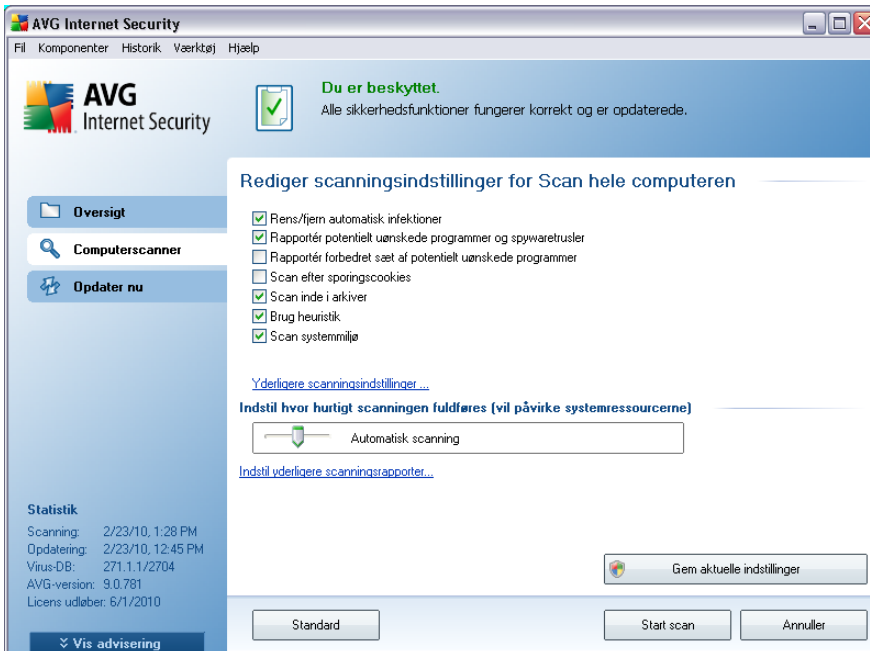 AVG Internet Security
Fil Komponenter Historik Værktøj Hjælp
AVG
Internet Security
Du er beskyttet.
Alle sikkerhedsfunktioner fungerer korrekt og er opdaterede.
Oversigt
Computerscanner
Opdater nu
Rediger scanningsindstillinger for Scan hele computeren
Rens/fjern automatisk infektioner
Rapportér potentielt uønskede programmer og spywaretrusler
Rapportér forbedret sæt af potentielt uønskede programmer
Scan efter sporingscookies
Scan inde i arkiver
Brug heuristik
Scan systemmiljø
Yderligere scanningsindstillinger ...
Indstil hvor hurtigt scanningen fuldføres (vil påvirke systemressourcerne)
Automatisk scanning
Indstil yderligere scanningsrapporter...
Statistik
Scanning: 2/23/10, 1:28 PM
Opdatering: 2/23/10, 12:45 PM
Virus-DB: 271.1.1/2704
AVG-version: 9.0.781
Licens udløber: 6/1/2010
Vis advisering
Gem aktuelle indstillinger
Standard
Start scan
Annuller